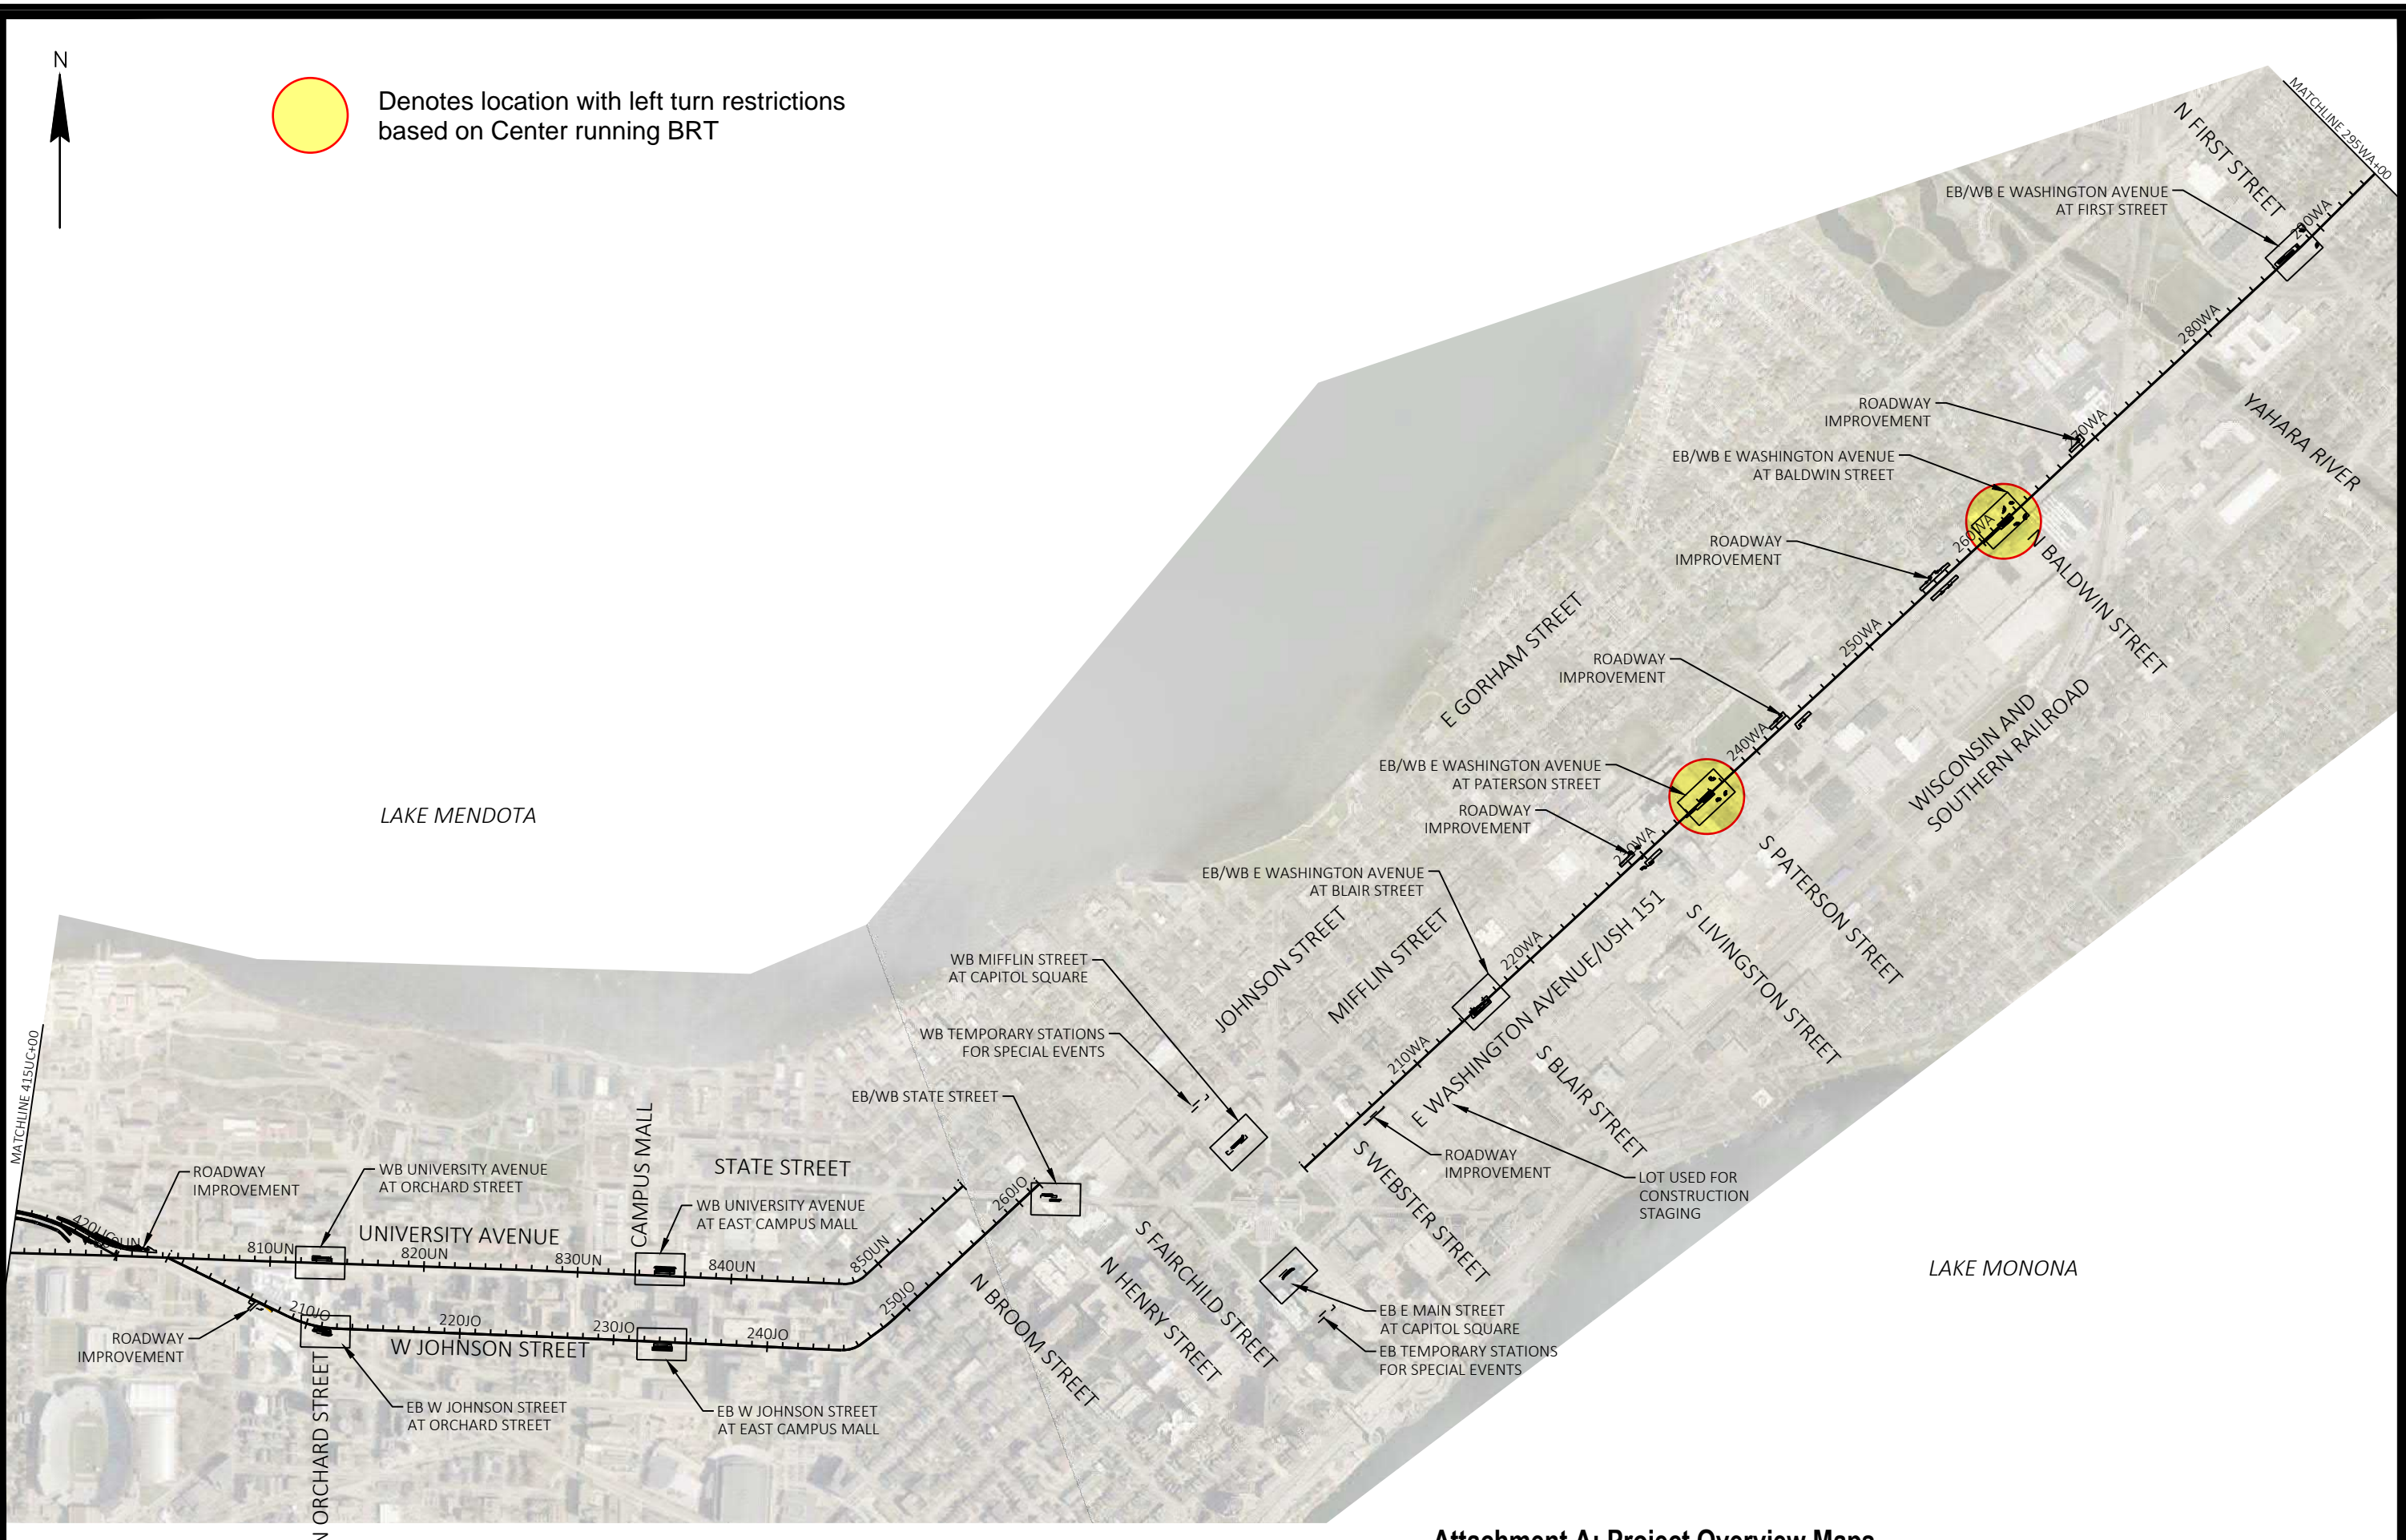 N
Denotes location with left turn restrictions
based on Center running BRT
MATCHLINE 295WA+00
N FIRST STREET
EB/WB E WASHINGTON AVENUE
AT FIRST STREET
290WA
280WA
YAHARA RIVER
ROADWAY
IMPROVEMENT
270WA
EB/WB E WASHINGTON AVENUE
AT BALDWIN STREET
260WA
N BALDWIN STREET
ROADWAY
IMPROVEMENT
250WA
E GORHAM STREET
ROADWAY
IMPROVEMENT
240WA
WISCONSIN AND
SOUTHERN RAILROAD
EB/WB E WASHINGTON AVENUE
AT PATERSON STREET
ROADWAY
IMPROVEMENT
230WA
S PATERSON STREET
LAKE MENDOTA
EB/WB E WASHINGTON AVENUE
AT BLAIR STREET
JOHNSON STREET
MIFFLIN STREET
220WA
E WASHINGTON AVENUE/USH 151
S LIVINGSTON STREET
WB MIFFLIN STREET
AT CAPITOL SQUARE
WB TEMPORARY STATIONS
FOR SPECIAL EVENTS
210WA
S BLAIR STREET
EB/WB STATE STREET
MATCHLINE 415UC+00
ROADWAY
IMPROVEMENT
WB UNIVERSITY AVENUE
AT ORCHARD STREET
CAMPUS MALL
STATE STREET
WB UNIVERSITY AVENUE
AT EAST CAMPUS MALL
260JO
ROADWAY
IMPROVEMENT
S WEBSTER STREET
LOT USED FOR
CONSTRUCTION
STAGING
420UC
UNIVERSITY AVENUE
810UN
820UN
830UN
840UN
850UN
S FAIRCHILD STREET
N HENRY STREET
N BROOM STREET
LAKE MONONA
210JO
220JO
230JO
240JO
250JO
ROADWAY
IMPROVEMENT
W JOHNSON STREET
EB E MAIN STREET
AT CAPITOL SQUARE
EB TEMPORARY STATIONS
FOR SPECIAL EVENTS
N ORCHARD STREET
EB W JOHNSON STREET
AT ORCHARD STREET
EB W JOHNSON STREET
AT EAST CAMPUS MALL
Attachment A: Project Overview Maps